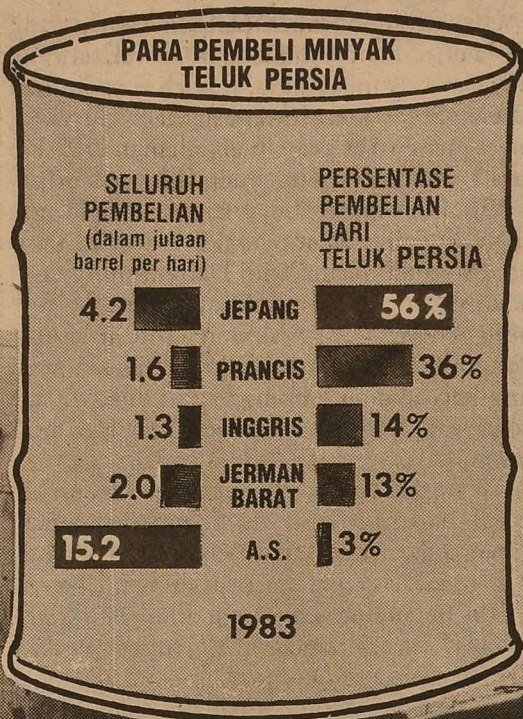 PARA PEMBELI MINYAK
TELUK PERSIA
SELURUH
PEMBELIAN
(dalam jutaan
barrel per hari)
PERSENTASE
PEMBELIAN
DARI
TELUK PERSIA
4.2 JEPANG 56%
1.6 PRANCIS 36%
1.3 INGGRIS 14%
2.0 JERMAN
BARAT 13%
15.2 A.S. 3%
1983